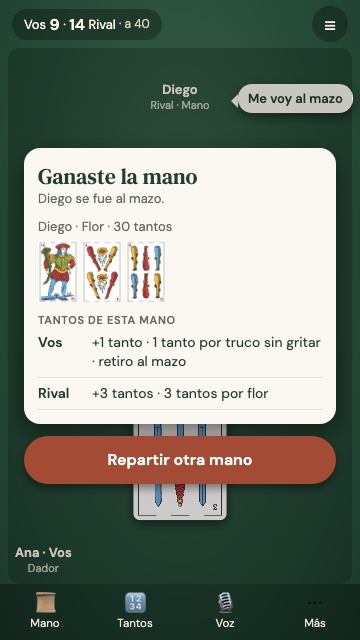 Vos 9 · 14 Rival · a 40
Diego
Rival · Mano
Me voy al mazo
Ganaste la mano
Diego se fue al mazo.
Diego · Flor · 30 tantos
TANTOS DE ESTA MANO
Vos +1 tanto · 1 tanto por truco sin gritar
· retiro al mazo
Rival +3 tantos · 3 tantos por flor
Repartir otra mano
Ana · Vos
Dador
Mano Tantos Voz Más